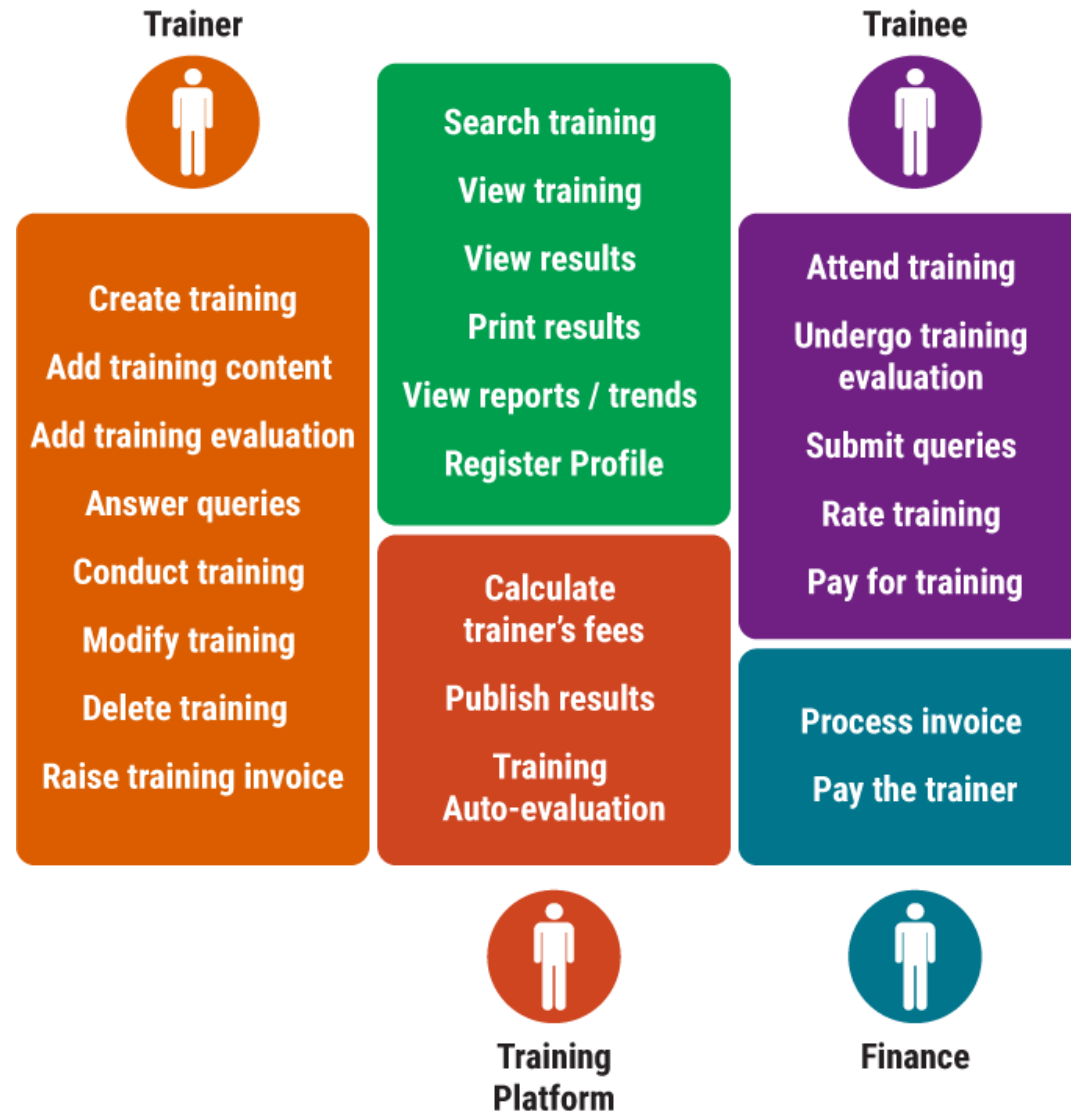 Trainer
Create training
Add training content
Add training evaluation
Answer queries
Conduct training
Modify training
Delete training
Raise training invoice
Search training
View training
View results
Print results
View reports / trends
Register Profile
Calculate
trainer’s fees
Publish results
Training
Auto-evaluation
Training
Platform
Trainee
Attend training
Undergo training
evaluation
Submit queries
Rate training
Pay for training
Process invoice
Pay the trainer
Finance